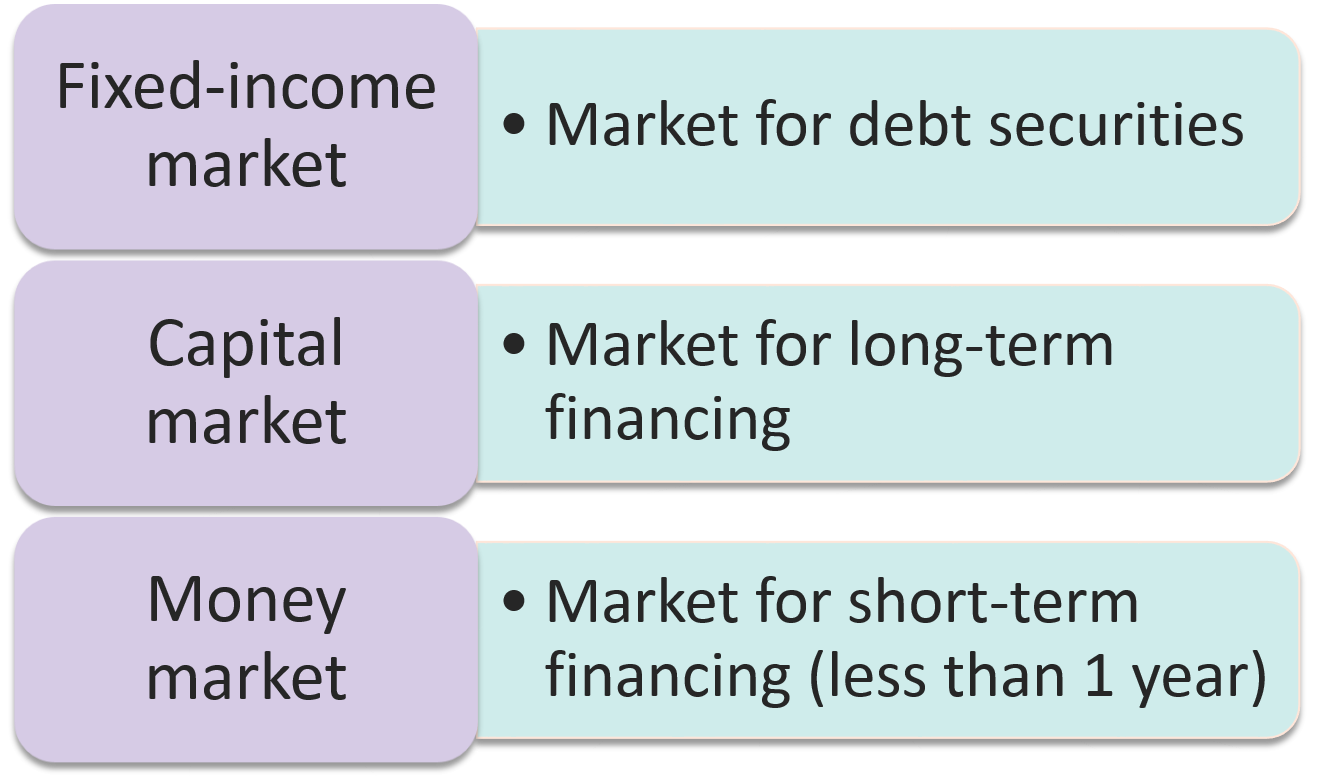 Fixed-income
market
• Market for debt securities
Capital
market
• Market for long-term
financing
Money
market
• Market for short-term
financing (less than 1 year)